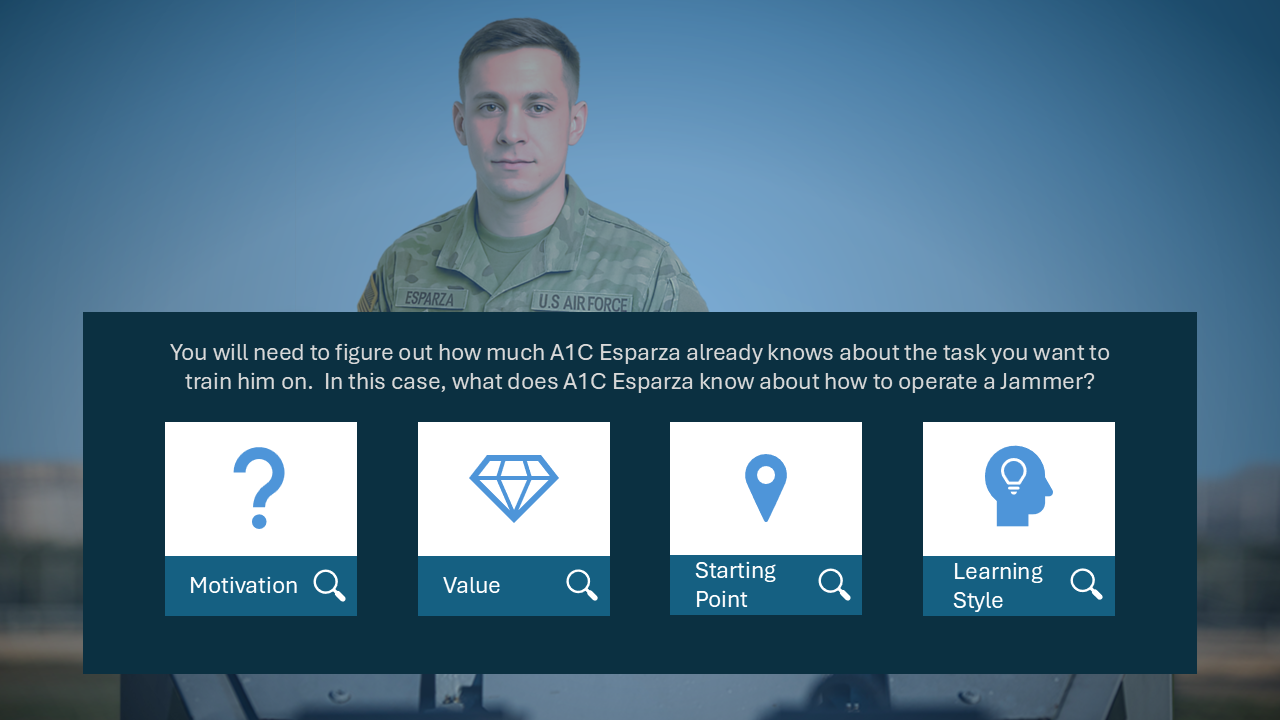 ESPARZA
U.S AIR FORCE
You will need to figure out how much A1C Esparza already knows about the task you want to
train him on.  In this case, what does A1C Esparza know about how to operate a Jammer?
Motivation
Value
Starting
Point
Learning
Style